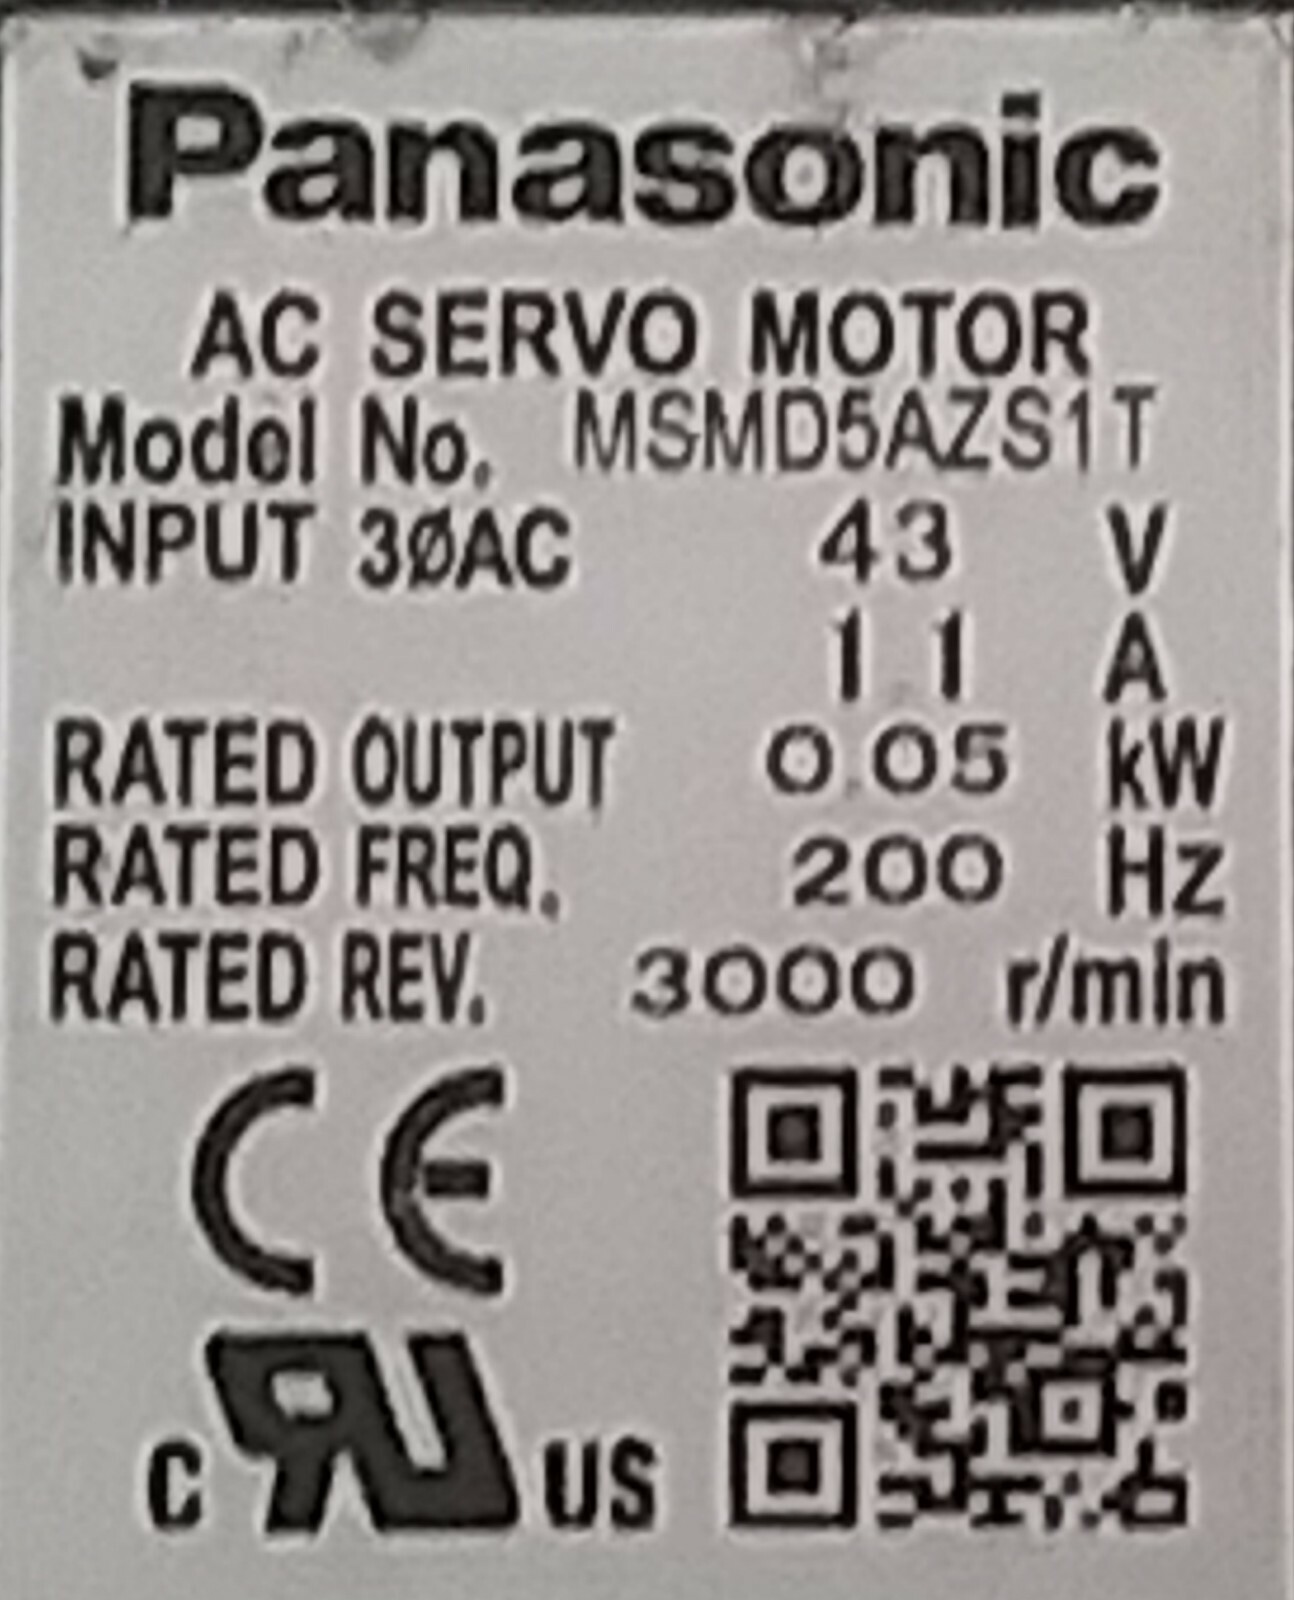 Panasonic
AC SERVO MOTOR
Model No. MSMD5AZS1T
INPUT 3ØAC 43 V
1.1 A
RATED OUTPUT 0.05 kW
RATED FREQ. 200 Hz
RATED REV. 3000 r/min
CE
c RU US